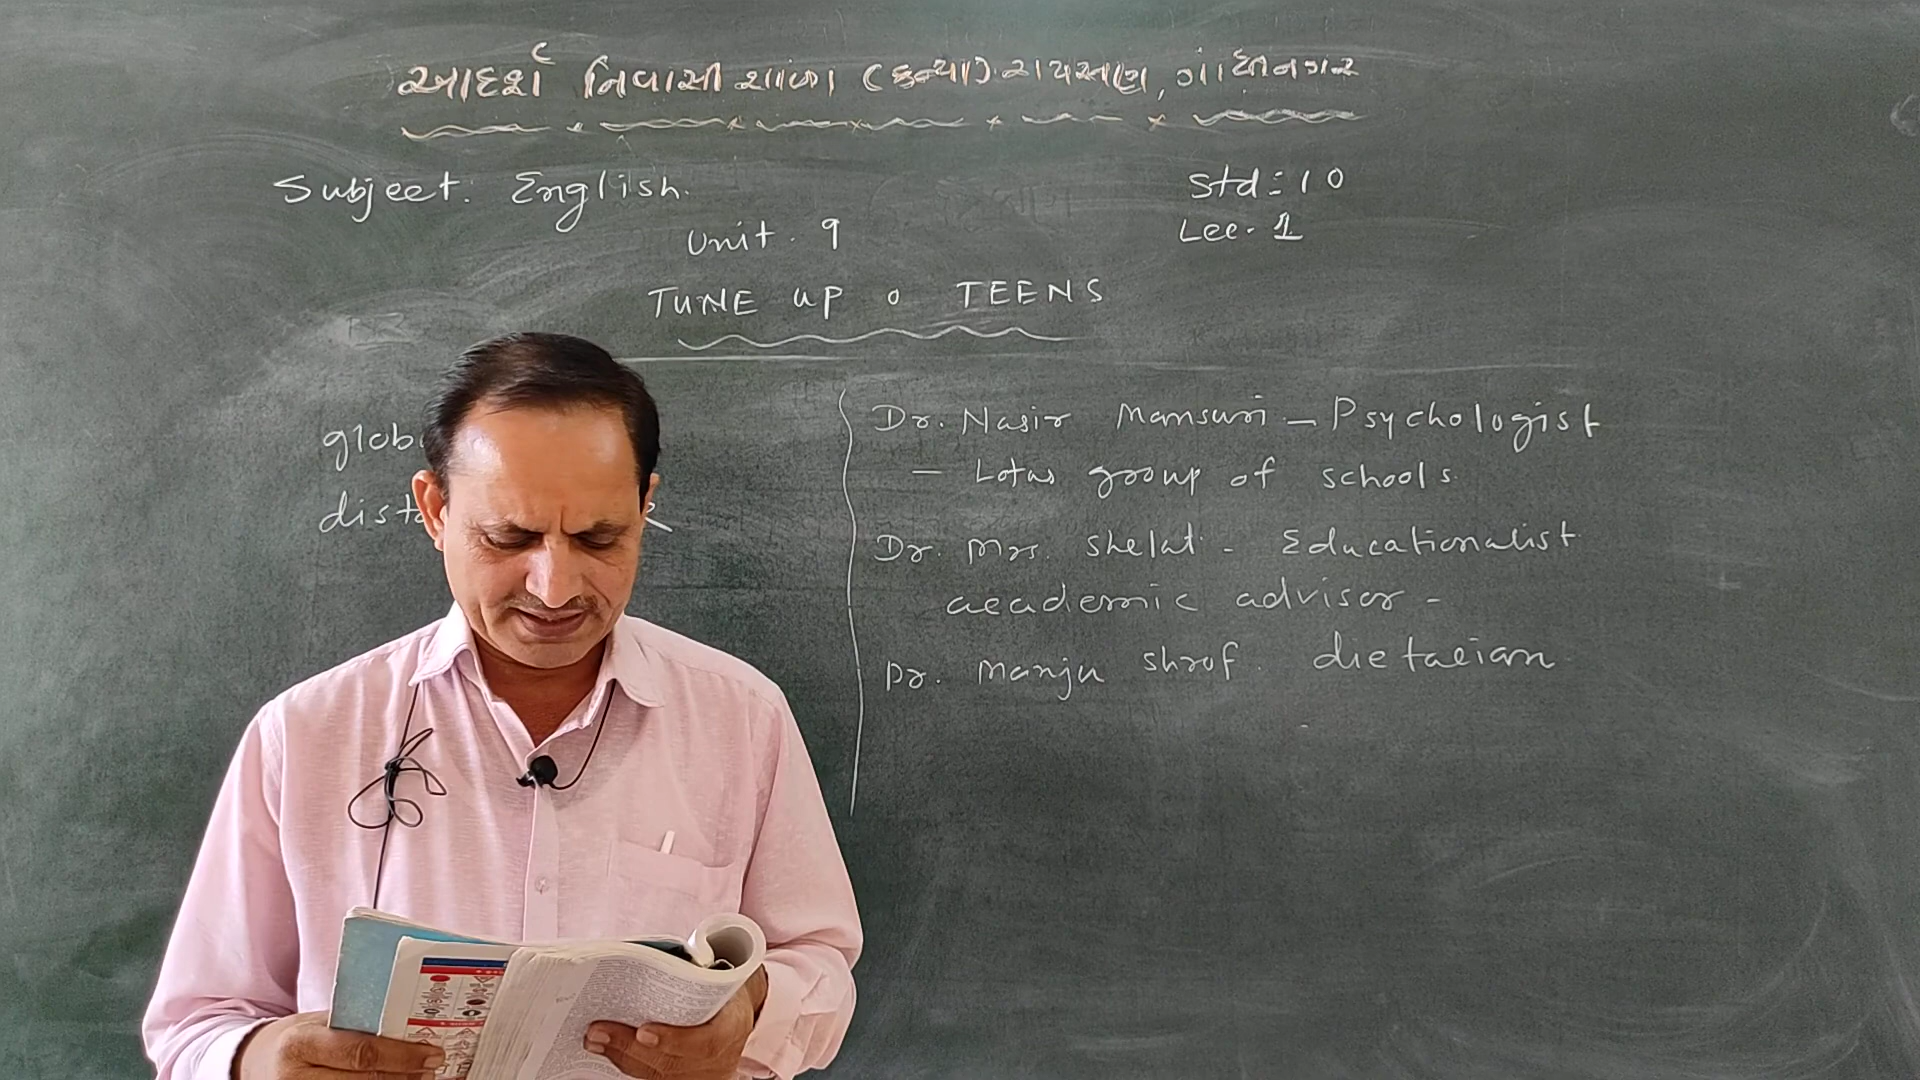 આદર્શ નિવાસી શાળા (કન્યા) રાયસણ, ગાંધીનગર
Subject: English.
Std: 10
Unit. 9
Lec. 1
TUNE UP o TEENS
Dr. Nasir Mansuri - Psychologist
- Lotus group of schools.
Dr. Mrs. Shelat - Educationalist
academic advisor -
Dr. Manju Shrof. dietacian